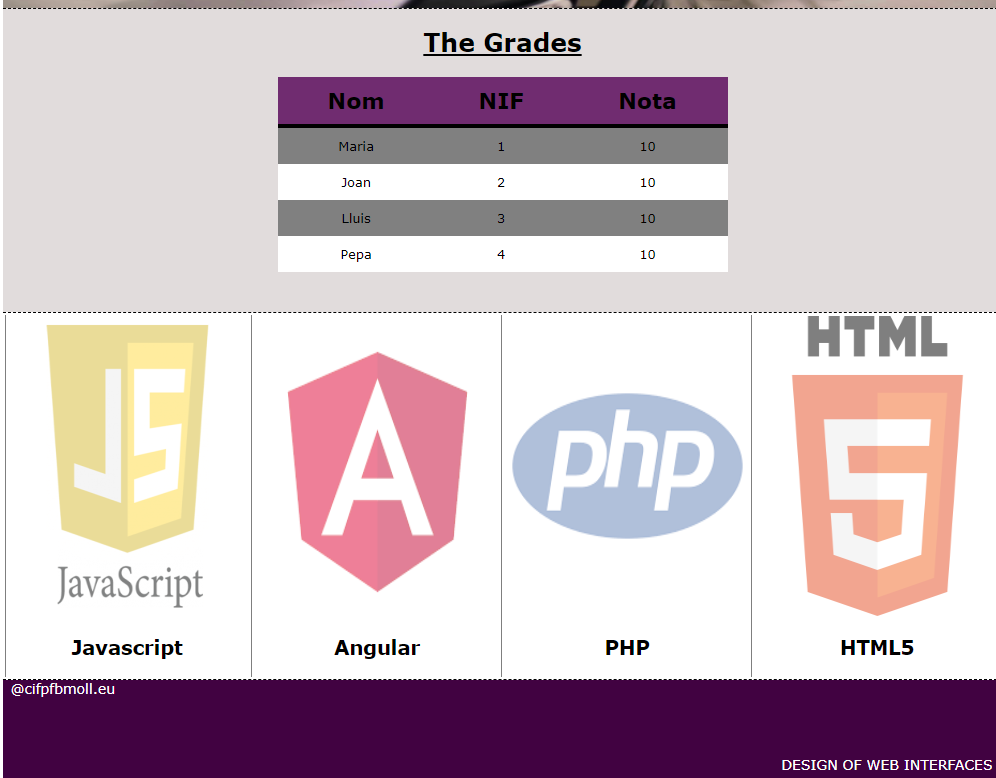 The Grades
Nom NIF Nota
Maria 1 10
Joan 2 10
Lluis 3 10
Pepa 4 10
HTML
JS
A
php
5
JavaScript
Javascript Angular PHP HTML5
@cifpfbmoll.eu
DESIGN OF WEB INTERFACES